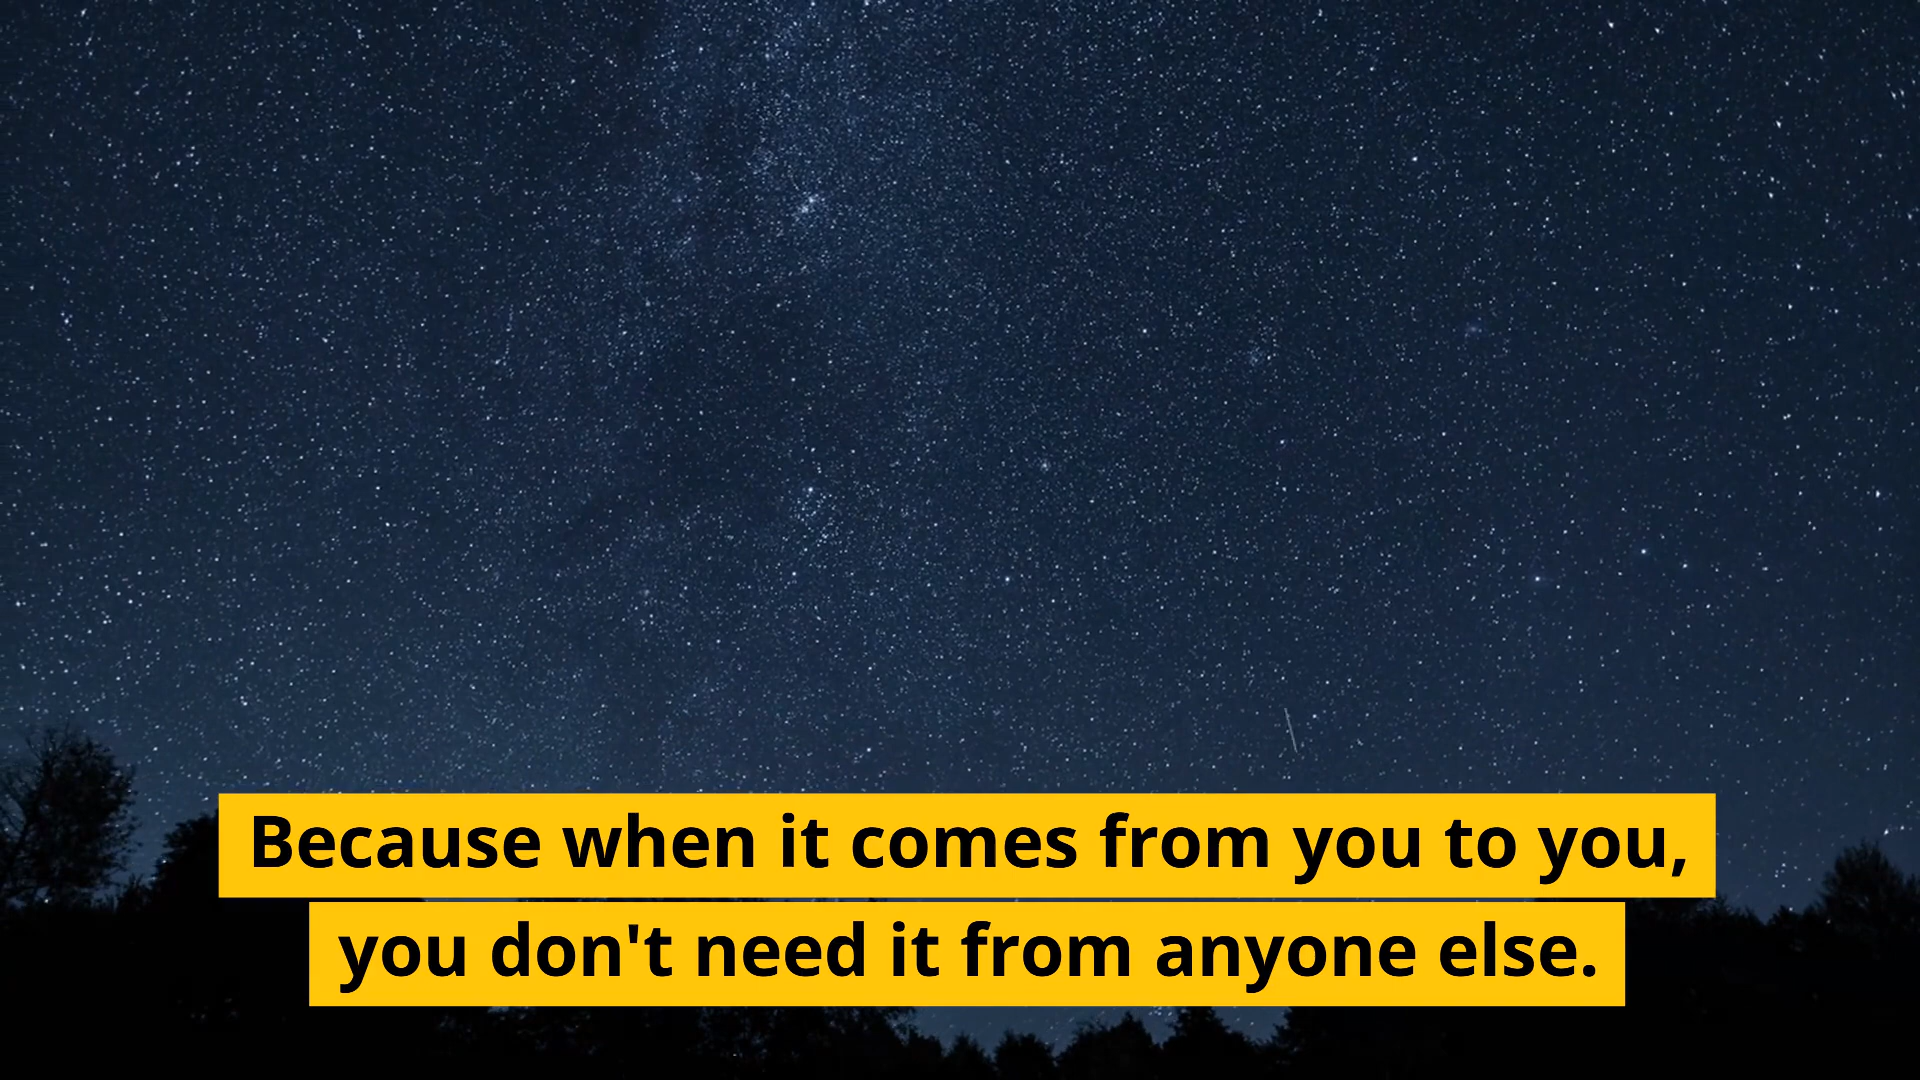 Because when it comes from you to you,
you don't need it from anyone else.